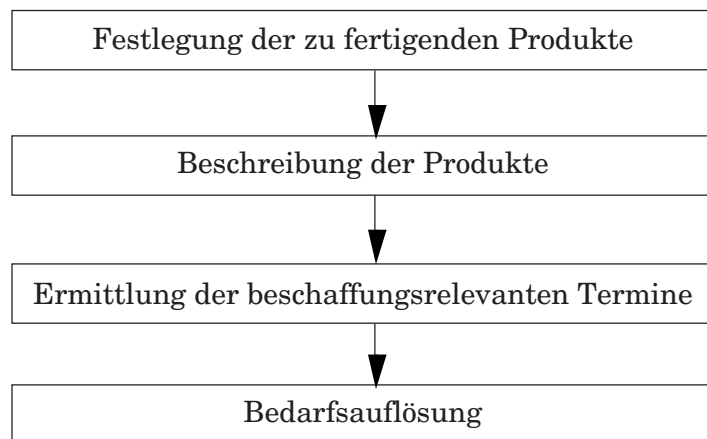 Festlegung der zu fertigenden Produkte
Beschreibung der Produkte
Ermittlung der beschaffungsrelevanten Termine
Bedarfsauflösung